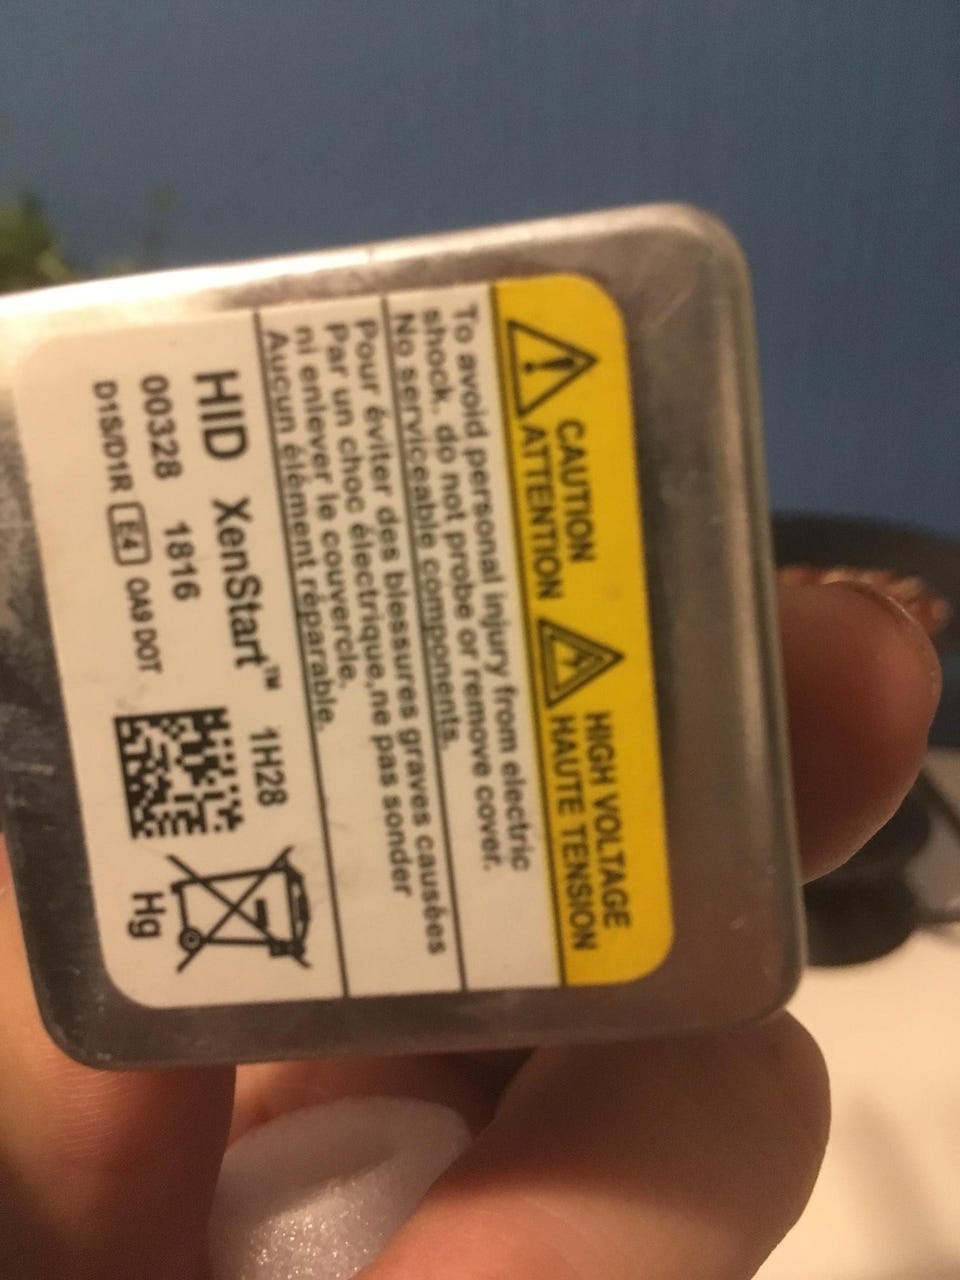 CAUTION
ATTENTION
HIGH VOLTAGE
HAUTE TENSION
To avoid personal injury from electric
shock, do not probe or remove cover.
No serviceable components.
Pour éviter des blessures graves causées
Par un choc électrique,ne pas sonder
ni enlever le couvercle.
Aucun élément réparable.
HID XenStart™ 1H28
00328 1816
D1S/D1R E4 OA9 DOT
Hg